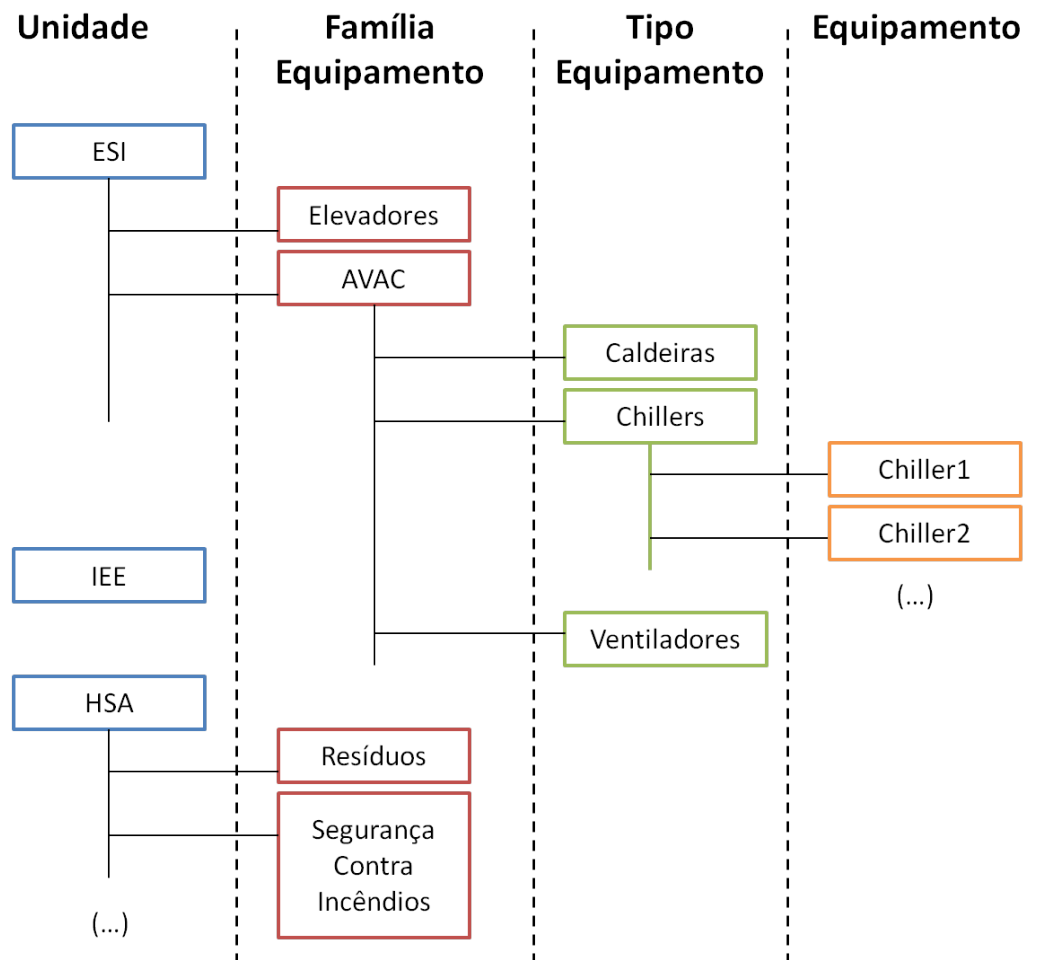 Unidade
Família
Equipamento
Tipo
Equipamento
Equipamento
ESI
Elevadores
AVAC
Caldeiras
Chillers
Chiller1
Chiller2
(...)
IEE
Ventiladores
HSA
Resíduos
Segurança
Contra
Incêndios
(...)